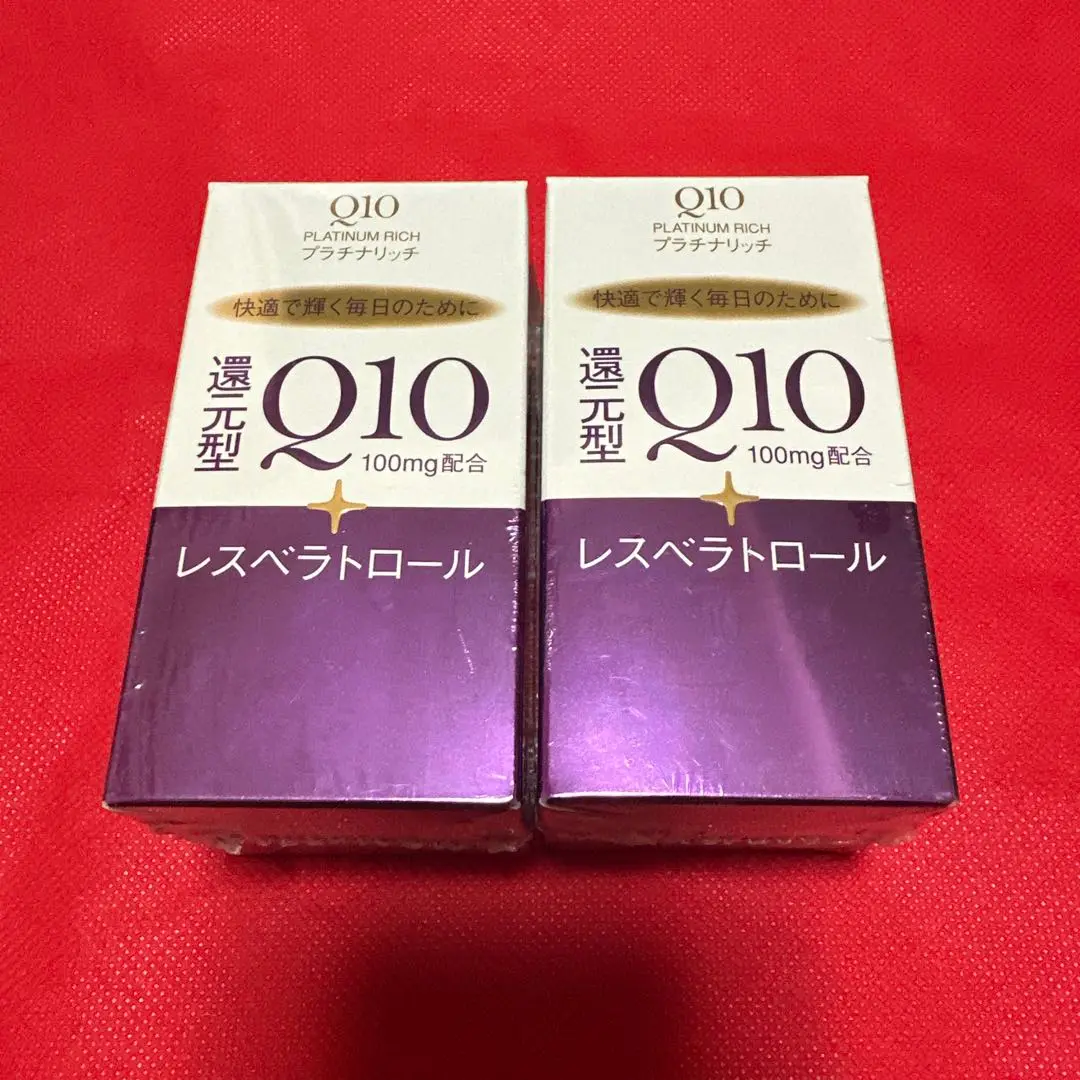 Q10
PLATINUM RICH
プラチナリッチ
快適で輝く毎日のために
還元型
Q10
100mg配合
レスベラトロール
Q10
PLATINUM RICH
プラチナリッチ
快適で輝く毎日のために
還元型
Q10
100mg配合
レスベラトロール